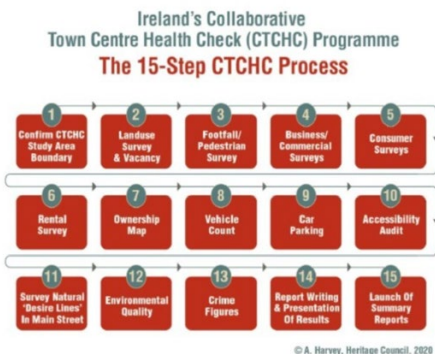 Ireland's Collaborative
Town Centre Health Check (CTCHC) Programme
The 15-Step CTCHC Process
1
Confirm CTCHC
Study Area
Boundary
2
Landuse
Survey
& Vacancy
3
Footfall/
Pedestrian
Survey
4
Business/
Commercial
Surveys
5
Consumer
Surveys
6
Rental
Survey
7
Ownership
Map
8
Vehicle
Count
9
Car
Parking
10
Accessibility
Audit
11
Survey Natural
'Desire Lines'
In Main Street
12
Environmental
Quality
13
Crime
Figures
14
Report Writing
& Presentation
Of Results
15
Launch Of
Summary
Reports
© A. Harvey, Heritage Council, 2020